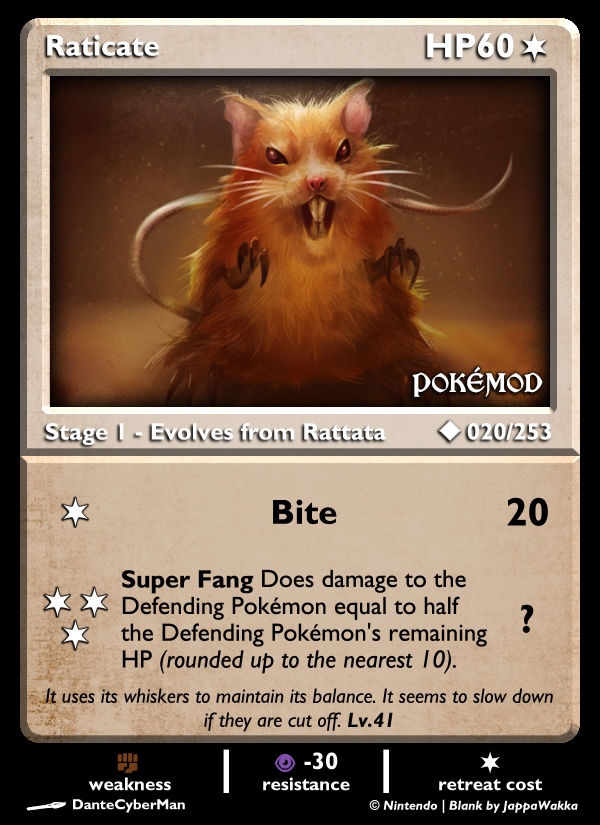 Raticate HP60
POKÉMOD
Stage 1 - Evolves from Rattata 020/253
Bite 20
Super Fang Does damage to the
Defending Pokémon equal to half
the Defending Pokémon's remaining
HP (rounded up to the nearest 10).
?
It uses its whiskers to maintain its balance. It seems to slow down
if they are cut off. Lv.41
-30
weakness resistance retreat cost
DanteCyberMan © Nintendo | Blank by JappaWakka